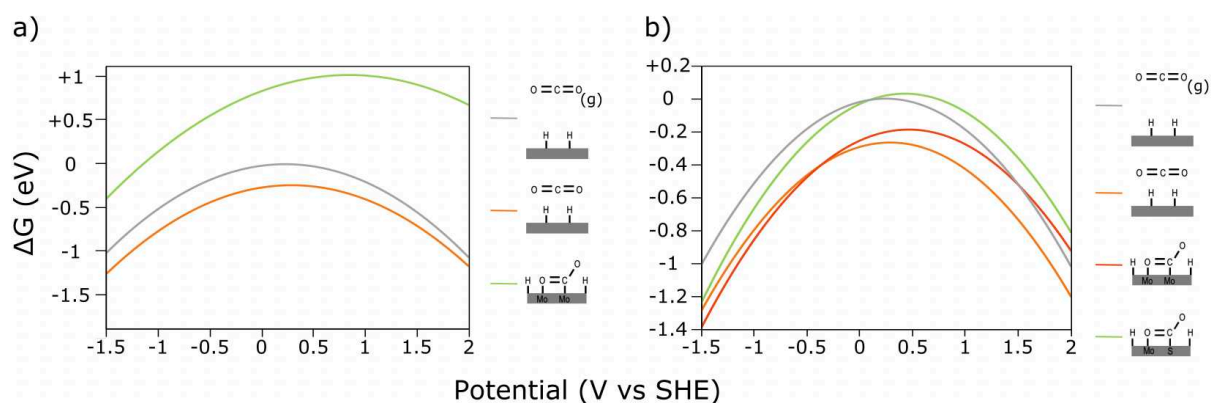 a)
ΔG (eV)
+1
+0.5
0
-0.5
-1
-1.5
-1.5 -1 -0.5 0 0.5 1 1.5 2
O=C=O(g)
H H
O=C=O
H H
O
H O=C H
Mo Mo
b)
+0.2
0
-0.2
-0.4
-0.6
-0.8
-1
-1.2
-1.4
-1.5 -1 -0.5 0 0.5 1 1.5 2
O=C=O(g)
H H
O=C=O
H H
O
H O=C H
Mo Mo
O
H O=C H
Mo S
Potential (V vs SHE)